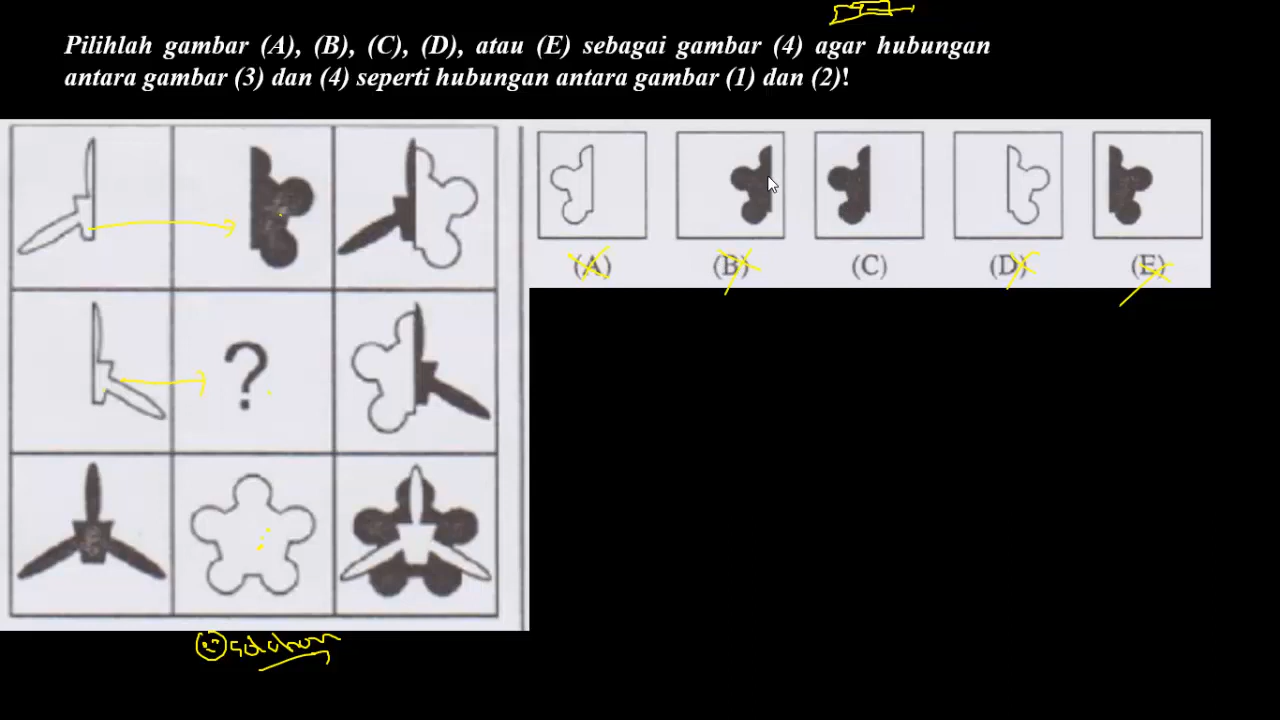 Pilihlah gambar (A), (B), (C), (D), atau (E) sebagai gambar (4) agar hubungan
antara gambar (3) dan (4) seperti hubungan antara gambar (1) dan (2)!
?
(A) (B) (C) (D) (E)